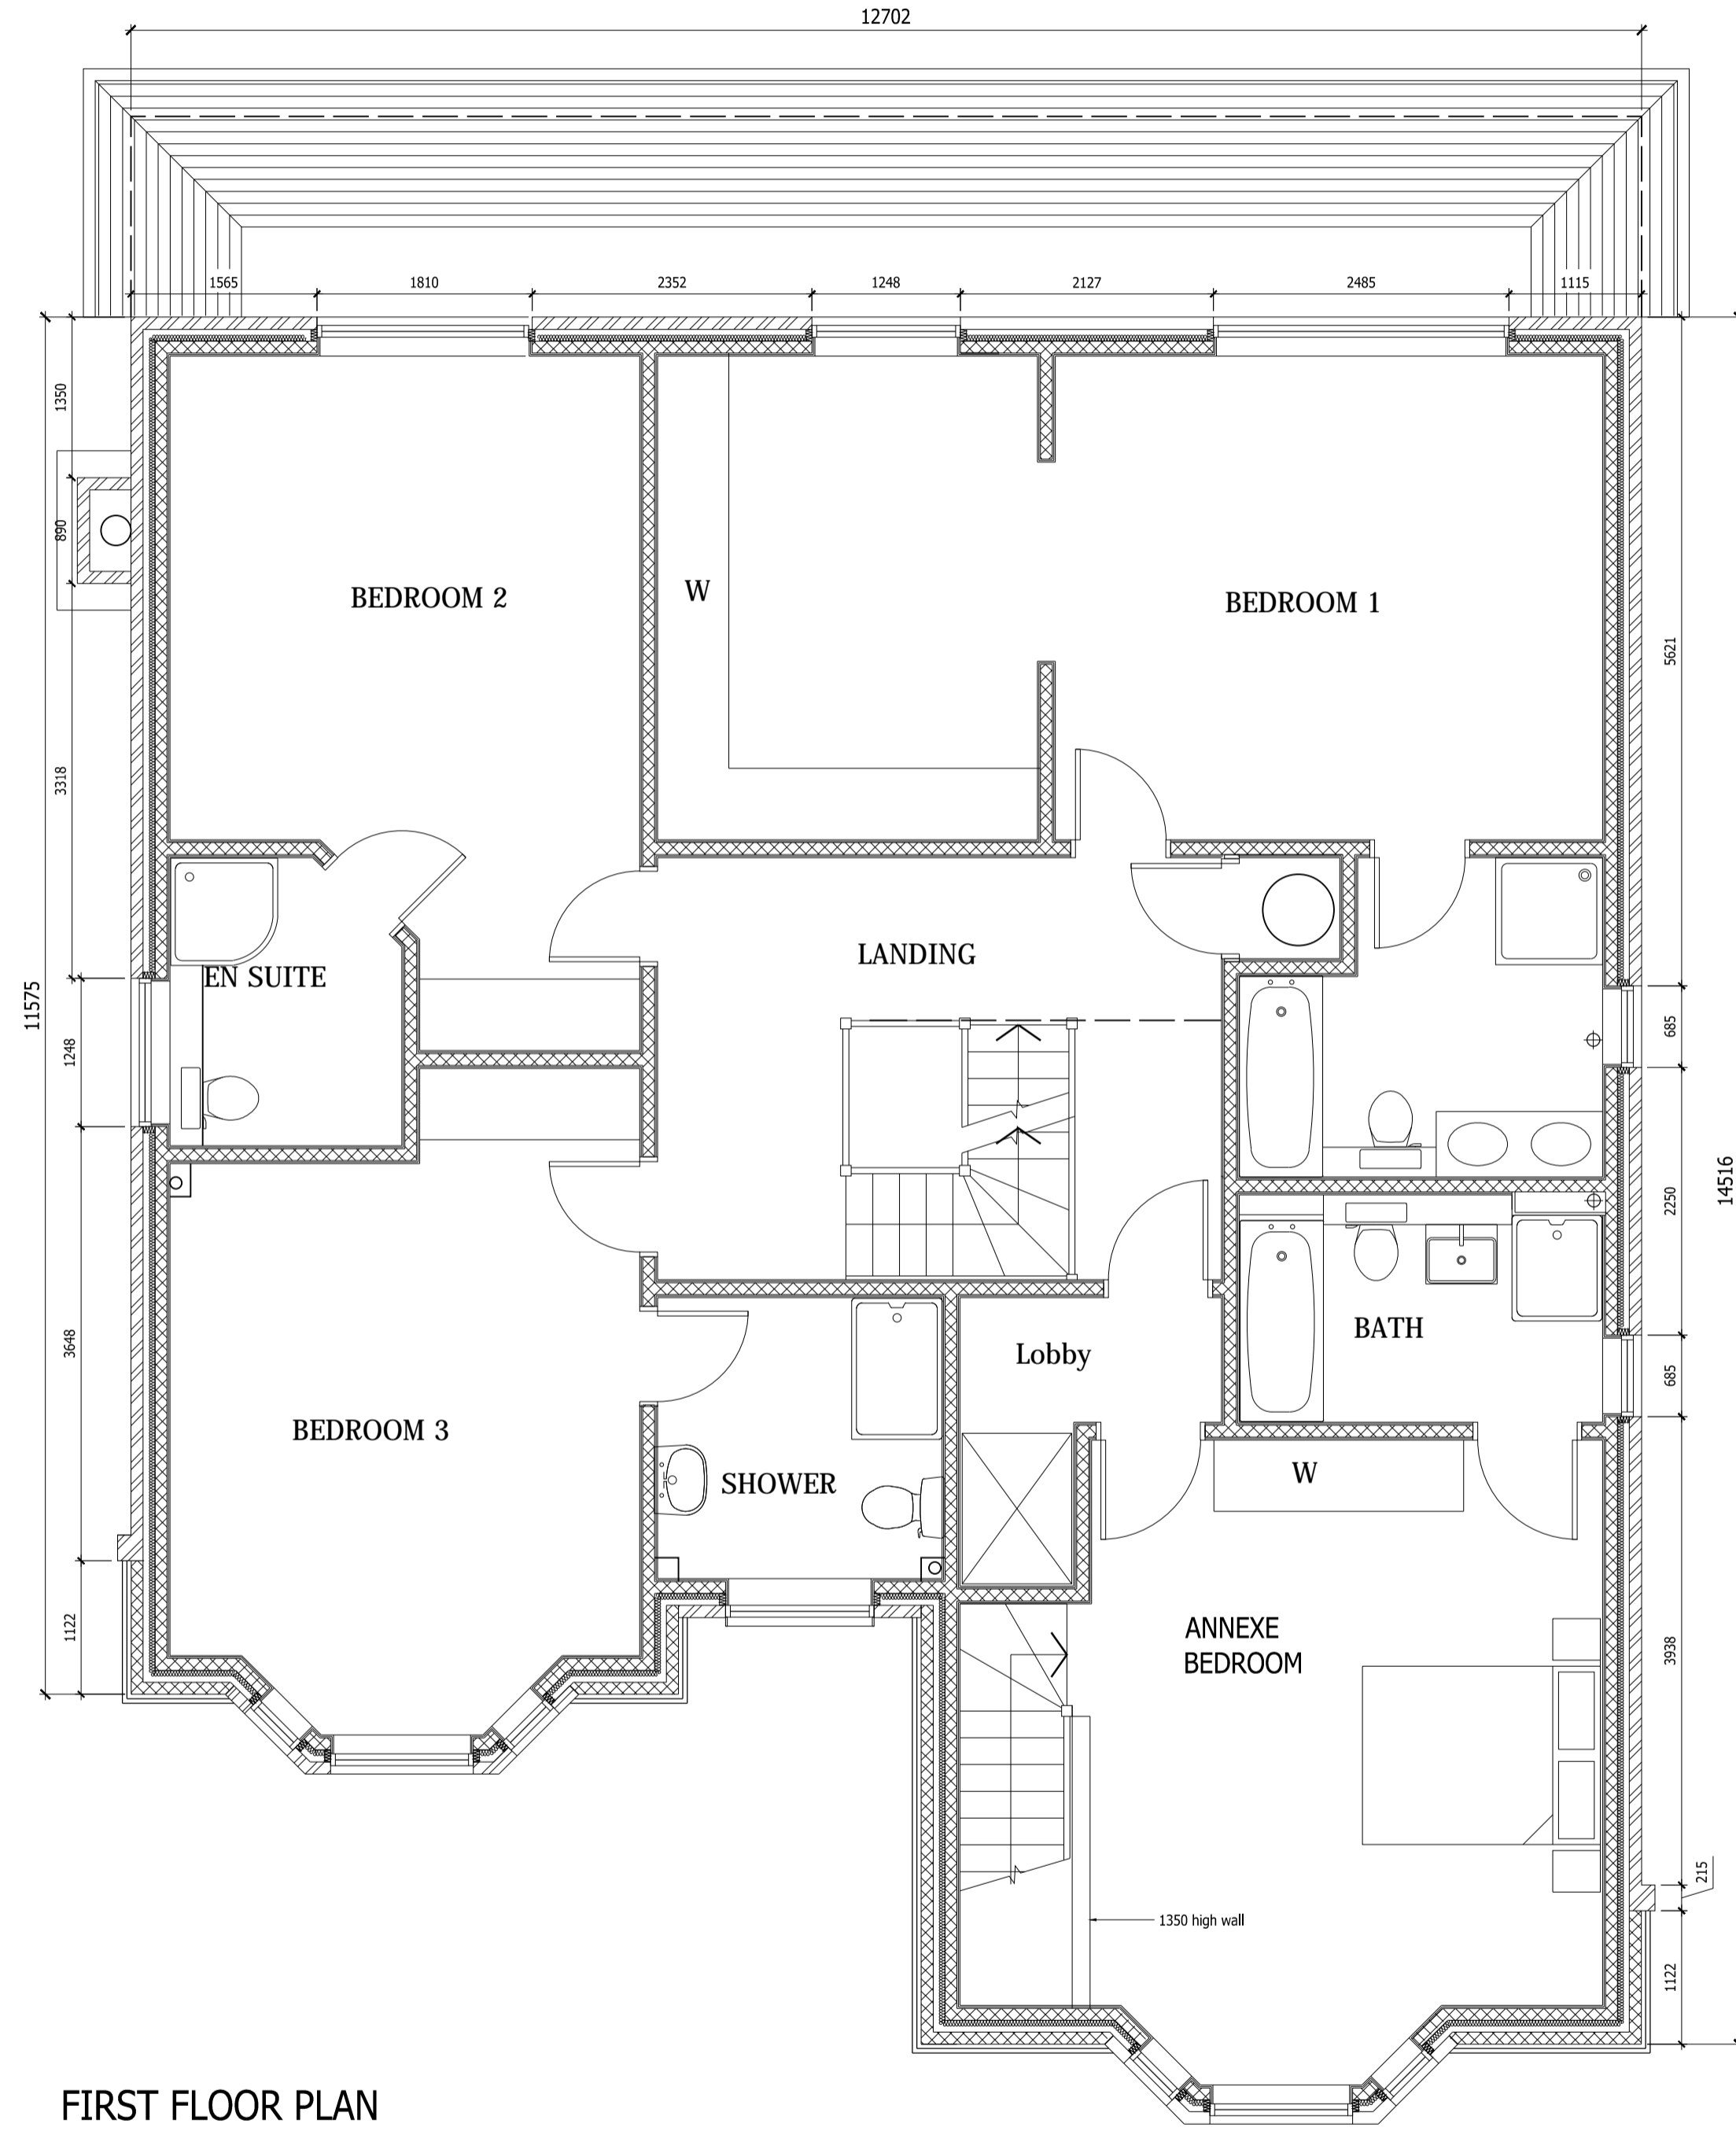 12702
1565 1810 2352 1248 2127 2485 1115
1350
890
3318
11575
1248
3648
1122
5621
685
2250
14516
685
3938
215
1122
BEDROOM 2
W
BEDROOM 1
EN SUITE
LANDING
BATH
Lobby
BEDROOM 3
SHOWER
W
ANNEXE
BEDROOM
1350 high wall
FIRST FLOOR PLAN